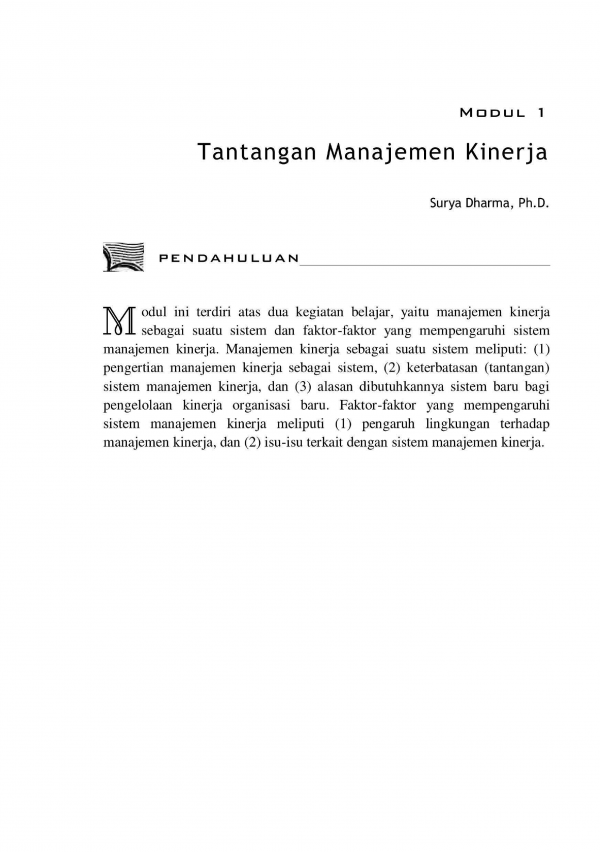 Modul 1
Tantangan Manajemen Kinerja
Surya Dharma, Ph.D.
PENDAHULUAN
Modul ini terdiri atas dua kegiatan belajar, yaitu manajemen kinerja
sebagai suatu sistem dan faktor-faktor yang mempengaruhi sistem
manajemen kinerja. Manajemen kinerja sebagai suatu sistem meliputi: (1)
pengertian manajemen kinerja sebagai sistem, (2) keterbatasan (tantangan)
sistem manajemen kinerja, dan (3) alasan dibutuhkannya sistem baru bagi
pengelolaan kinerja organisasi baru. Faktor-faktor yang mempengaruhi
sistem manajemen kinerja meliputi (1) pengaruh lingkungan terhadap
manajemen kinerja, dan (2) isu-isu terkait dengan sistem manajemen kinerja.